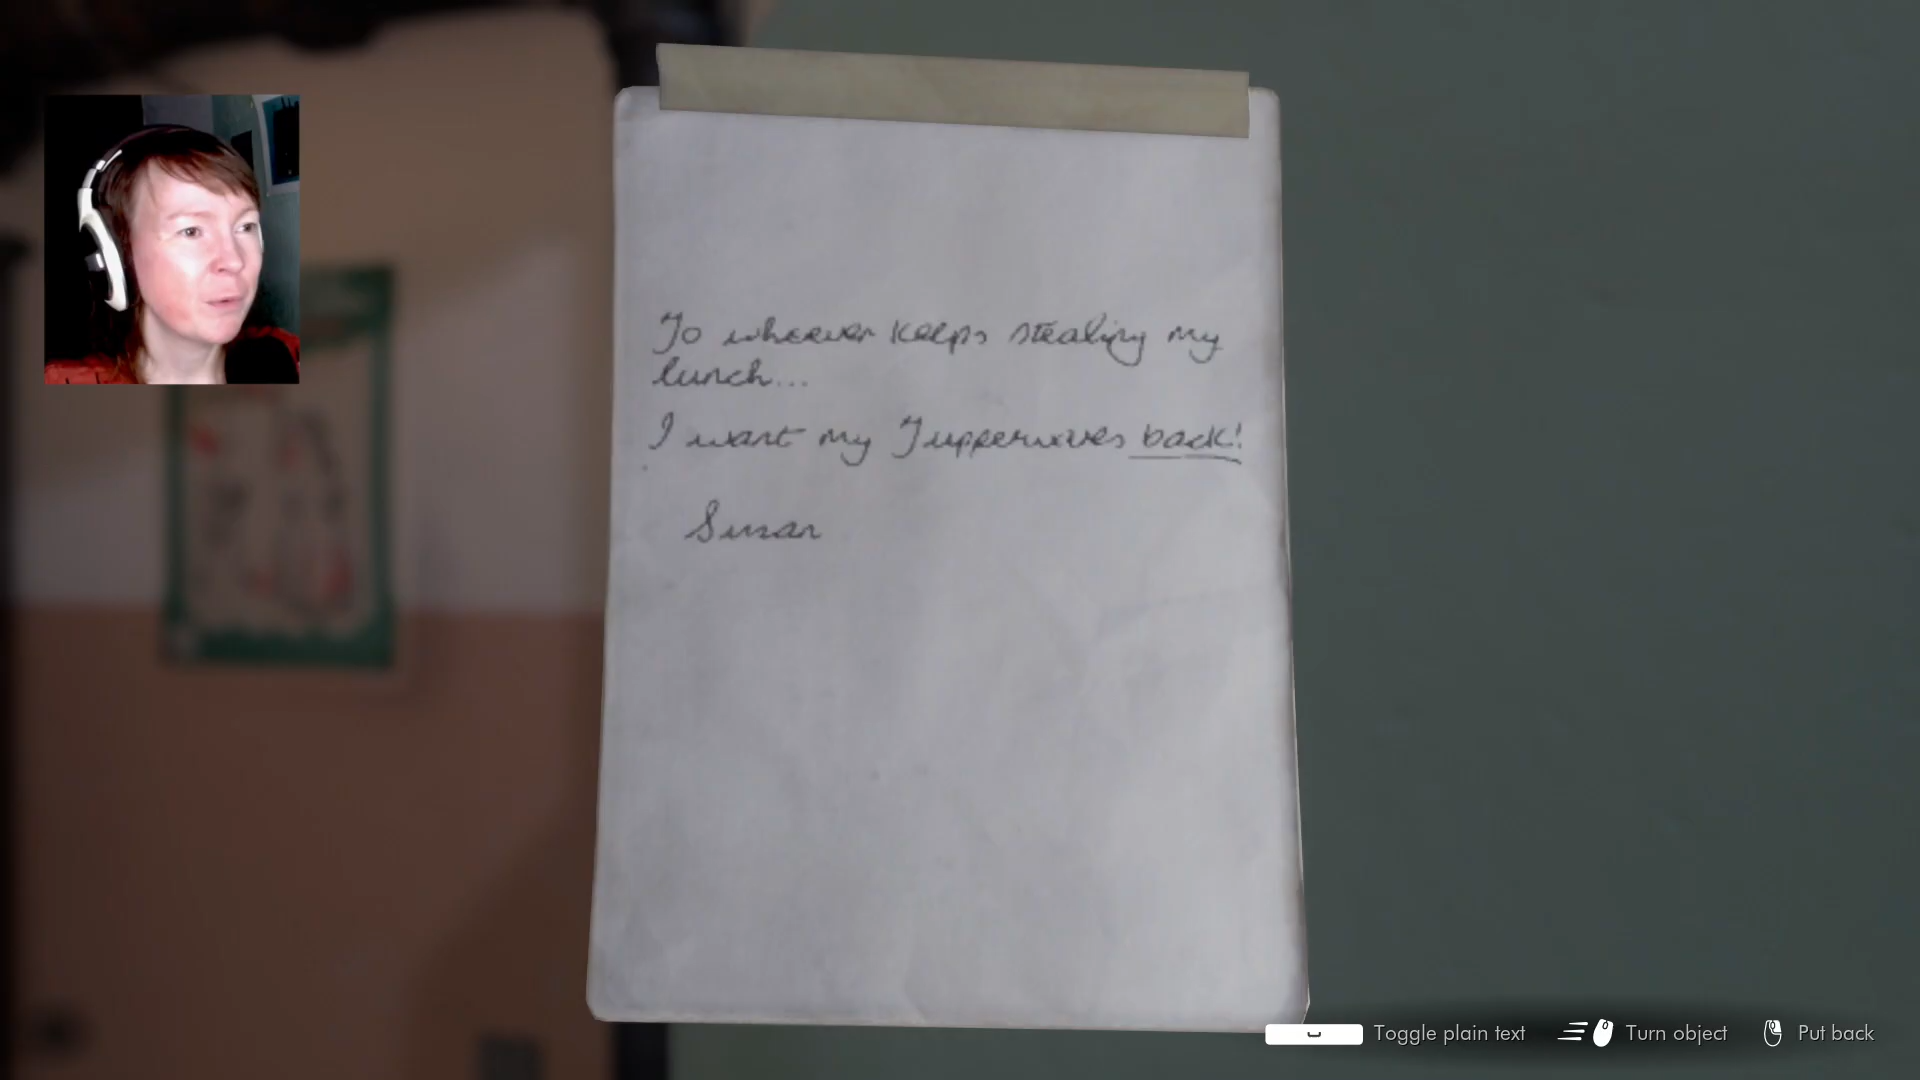 To whoever keeps stealing my
lunch...
I want my Tupperwares back!
Susan
Toggle plain text
Turn object
Put back